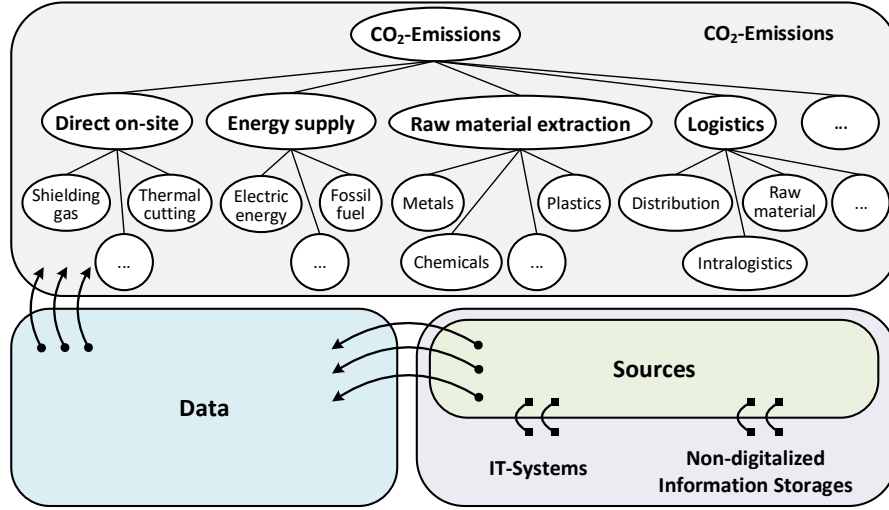 CO₂-Emissions
CO₂-Emissions
Direct on-site
Energy supply
Raw material extraction
Logistics
...
Shielding
gas
Thermal
cutting
...
Electric
energy
Fossil
fuel
...
Metals
Chemicals
Plastics
...
Distribution
Raw
material
...
Intralogistics
Data
Sources
IT-Systems
Non-digitalized
Information Storages